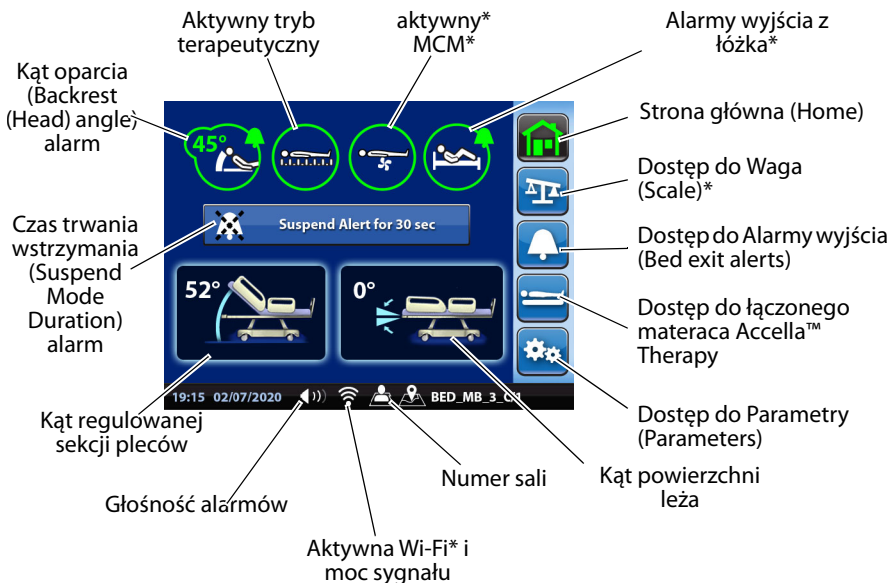 Aktywny tryb
terapeutyczny
aktywny*
MCM*
Alarmy wyjścia z
łóżka*
Kąt oparcia
(Backrest
(Head) angle)
alarm
Strona główna (Home)
Dostęp do Waga
(Scale)*
Dostęp do Alarmy wyjścia
(Bed exit alerts)
Dostęp do łączonego
materaca Accella™
Therapy
Dostęp do Parametry
(Parameters)
Czas trwania
wstrzymania
(Suspend
Mode
Duration)
alarm
45°
Suspend Alert for 30 sec
52°
0°
19:15 02/07/2020
Kąt regulowanej
sekcji pleców
Głośność alarmów
Aktywna Wi-Fi* i
moc sygnału
Numer sali
Kąt powierzchni
leża